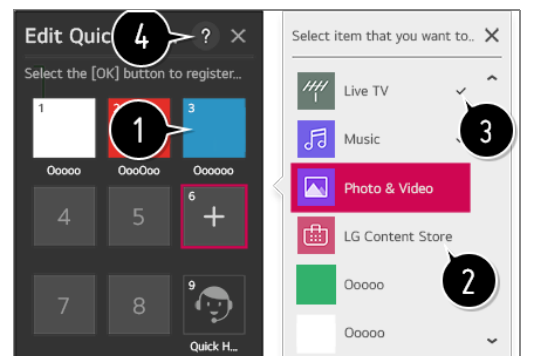 Edit Quic
4
?
Select the [OK] button to register...
1
3
1
Ooooo
OooOoo
Oooooo
4
5
6
7
8
9
Quick H...
Select item that you want to..
Live TV
3
Music
Photo & Video
LG Content Store
2
Ooooo
Ooooo